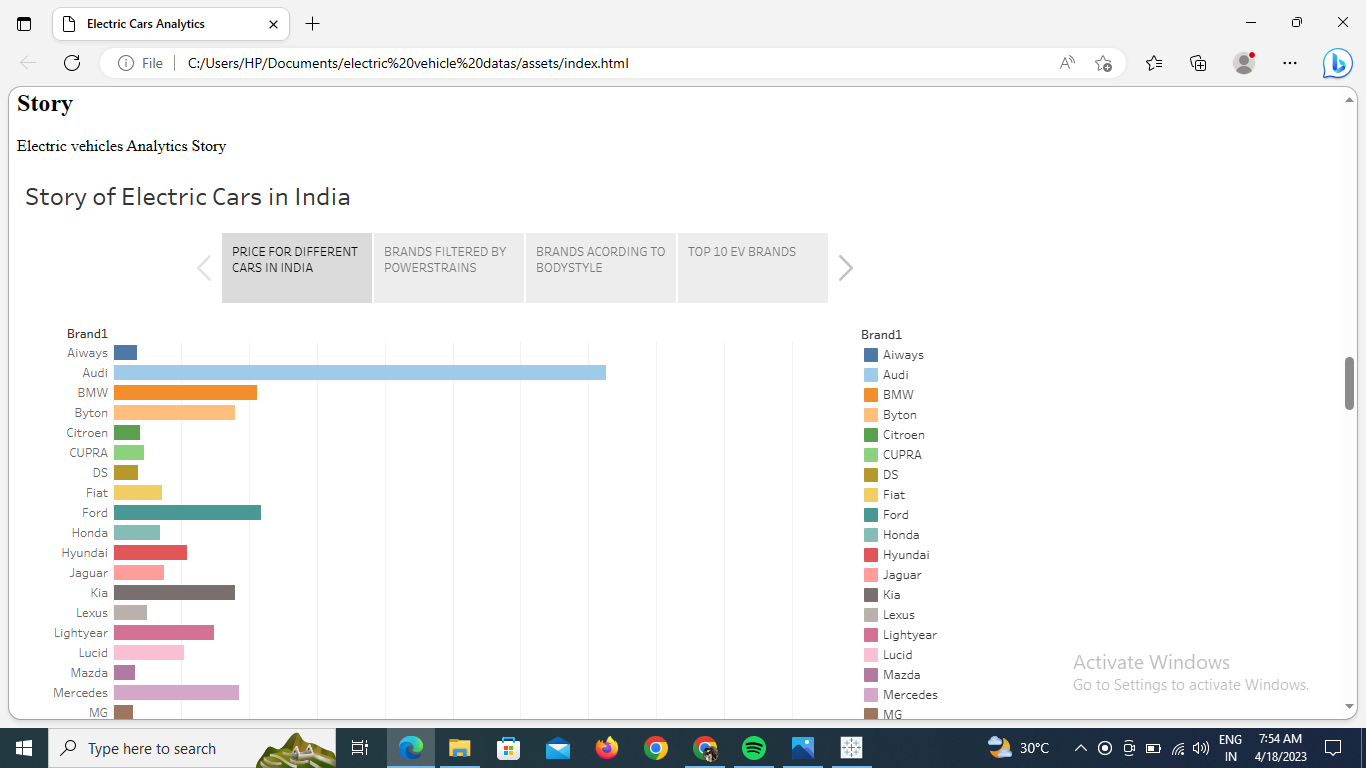 Electric Cars Analytics
File
C:/Users/HP/Documents/electric%20vehicle%20datas/assets/index.html
Story
Electric vehicles Analytics Story
Story of Electric Cars in India
PRICE FOR DIFFERENT
CARS IN INDIA
BRANDS FILTERED BY
POWERSTRAINS
BRANDS ACORDING TO
BODYSTYLE
TOP 10 EV BRANDS
Brand1
Aiways
Audi
BMW
Byton
Citroen
CUPRA
DS
Fiat
Ford
Honda
Hyundai
Jaguar
Kia
Lexus
Lightyear
Lucid
Mazda
Mercedes
MG
Brand1
Aiways
Audi
BMW
Byton
Citroen
CUPRA
DS
Fiat
Ford
Honda
Hyundai
Jaguar
Kia
Lexus
Lightyear
Lucid
Mazda
Mercedes
MG
Activate Windows
Go to Settings to activate Windows.
Type here to search
30°C
ENG
IN
7:54 AM
4/18/2023